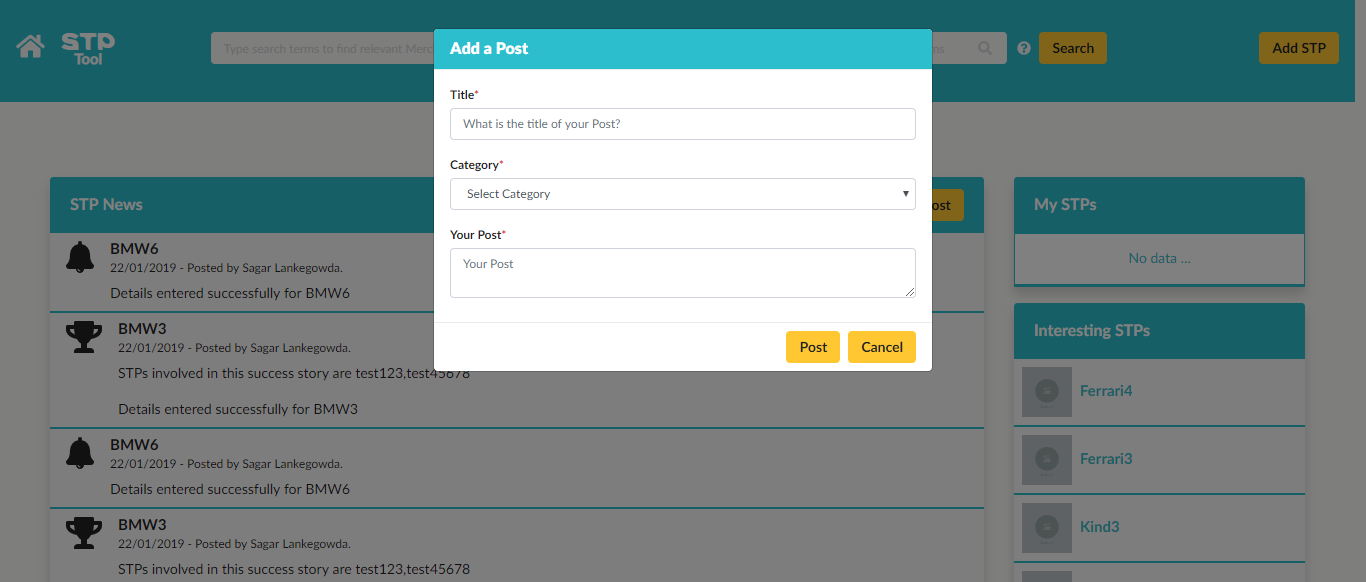 STP
Tool
Type search terms to find relevant Merc
ms
Search
Add STP
Add a Post
Title*
What is the title of your Post?
Category*
Select Category
Your Post*
Your Post
Post
Cancel
STP News
ost
BMW6
22/01/2019 - Posted by Sagar Lankegowda.
Details entered successfully for BMW6
BMW3
22/01/2019 - Posted by Sagar Lankegowda.
STPs involved in this success story are test123,test45678
Details entered successfully for BMW3
BMW6
22/01/2019 - Posted by Sagar Lankegowda.
Details entered successfully for BMW6
BMW3
22/01/2019 - Posted by Sagar Lankegowda.
STPs involved in this success story are test123,test45678
My STPs
No data ...
Interesting STPs
Ferrari4
Ferrari3
Kind3